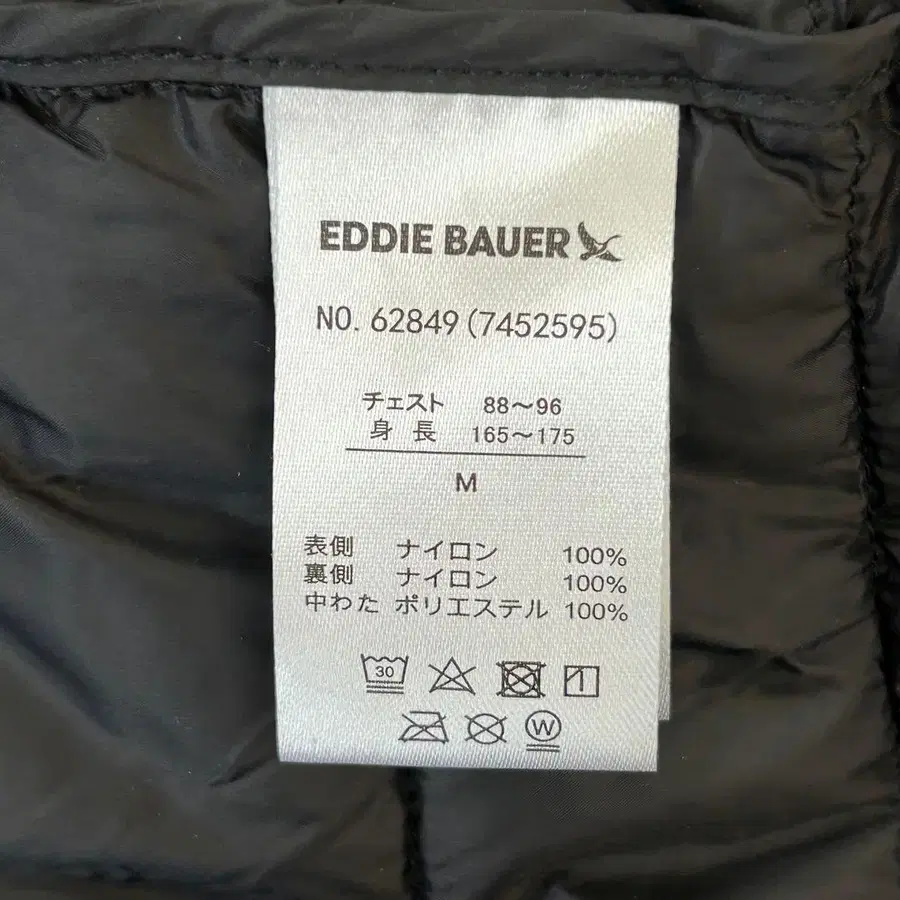 EDDIE BAUER
NO. 62849(7452595)
チェスト 88〜96
身長 165〜175
M
表側 ナイロン 100%
裏側 ナイロン 100%
中わた ポリエステル 100%
30
W